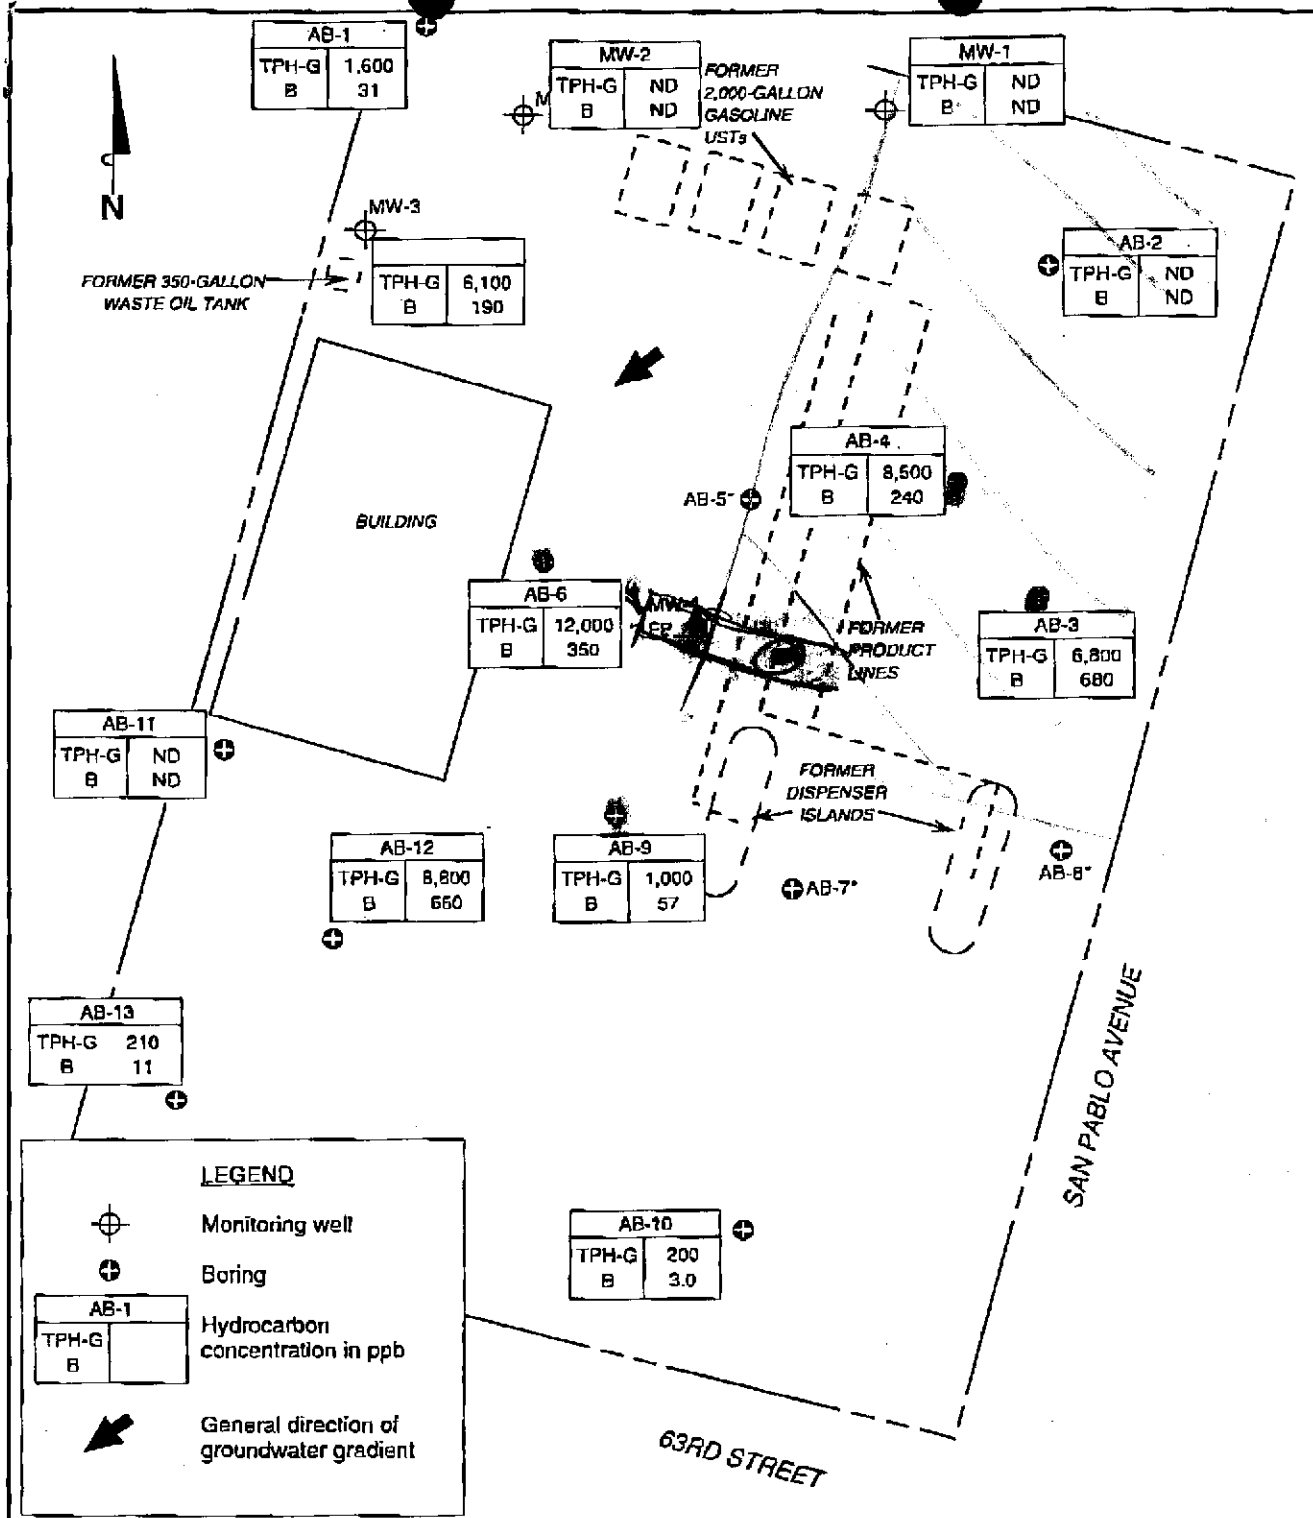 AB-1
TPH-G 1,600
B 31
MW-2
TPH-G ND
B ND
M
FORMER
2,000-GALLON
GASOLINE
USTs
MW-1
TPH-G ND
B ND
N
MW-3
FORMER 350-GALLON
WASTE OIL TANK
TPH-G 6,100
B 190
AB-2
TPH-G ND
B ND
AB-4
TPH-G 8,500
B 240
AB-5*
BUILDING
AB-6
TPH-G 12,000
B 350
FORMER
PRODUCT
LINES
AB-3
TPH-G 6,800
B 680
AB-11
TPH-G ND
B ND
FORMER
DISPENSER
ISLANDS
AB-12
TPH-G 8,800
B 660
AB-9
TPH-G 1,000
B 57
AB-7*
AB-8*
AB-13
TPH-G 210
B 11
SAN PABLO AVENUE
LEGEND
Monitoring well
Boring
AB-1
TPH-G
B
Hydrocarbon
concentration in ppb
General direction of
groundwater gradient
AB-10
TPH-G 200
B 3.0
63RD STREET